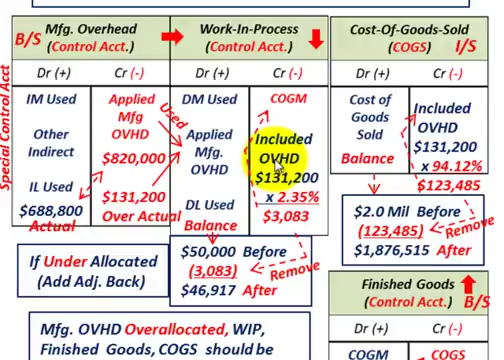 B/S
Mfg. Overhead
(Control Acct.)
Dr (+)
Cr (-)
Special Control Acct
IM Used
Other
Indirect
IL Used
$688,800
Actual
Applied
Mfg
OVHD
$820,000
$131,200
Over Actual
Used
Work-In-Process
(Control Acct.)
Dr (+)
Cr (-)
DM Used
Applied
Mfg.
OVHD
DL Used
Balance
COGM
Included
OVHD
$131,200
x 2.35%
$3,083
$50,000 Before
(3,083)
$46,917 After
Remove
Cost-Of-Goods-Sold
(COGS)
I/S
Dr (+)
Cr (-)
Cost of
Goods
Sold
Balance
Included
OVHD
$131,200
x 94.12%
$123,485
$2.0 Mil Before
(123,485)
$1,876,515 After
Remove
If Under Allocated
(Add Adj. Back)
Finished Goods
(Control Acct.)
B/S
Dr (+)
Cr (-)
COGM
COGS
Mfg. OVHD Overallocated, WIP,
Finished Goods, COGS should be